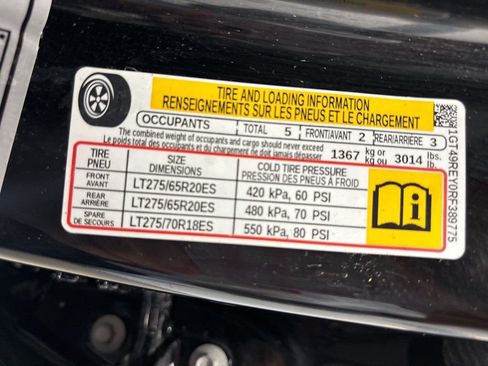 TIRE AND LOADING INFORMATION
RENSEIGNEMENTS SUR LES PNEUS ET LE CHARGEMENT
OCCUPANTS TOTAL 5 FRONT/AVANT 2 REAR/ARRIÈRE 3
The combined weight of occupants and cargo should never exceed
Le poids total des occupants et du chargement ne doit jamais dépasser
1367 kg or kg ou 3014 lbs. lb.
TIRE PNEU SIZE DIMENSIONS COLD TIRE PRESSURE PRESSION DES PNEUS À FROID
FRONT AVANT LT275/65R20ES 420 kPa, 60 PSI
REAR ARRIÈRE LT275/65R20ES 480 kPa, 70 PSI
SPARE DE SECOURS LT275/70R18ES 550 kPa, 80 PSI
1GT49REY0RF389775